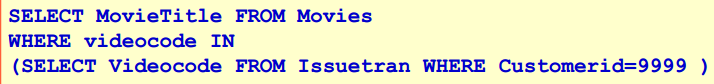 SELECT MovieTitle FROM Movies
WHERE videocode IN
(SELECT Videocode FROM Issuetran WHERE Customerid=9999 )